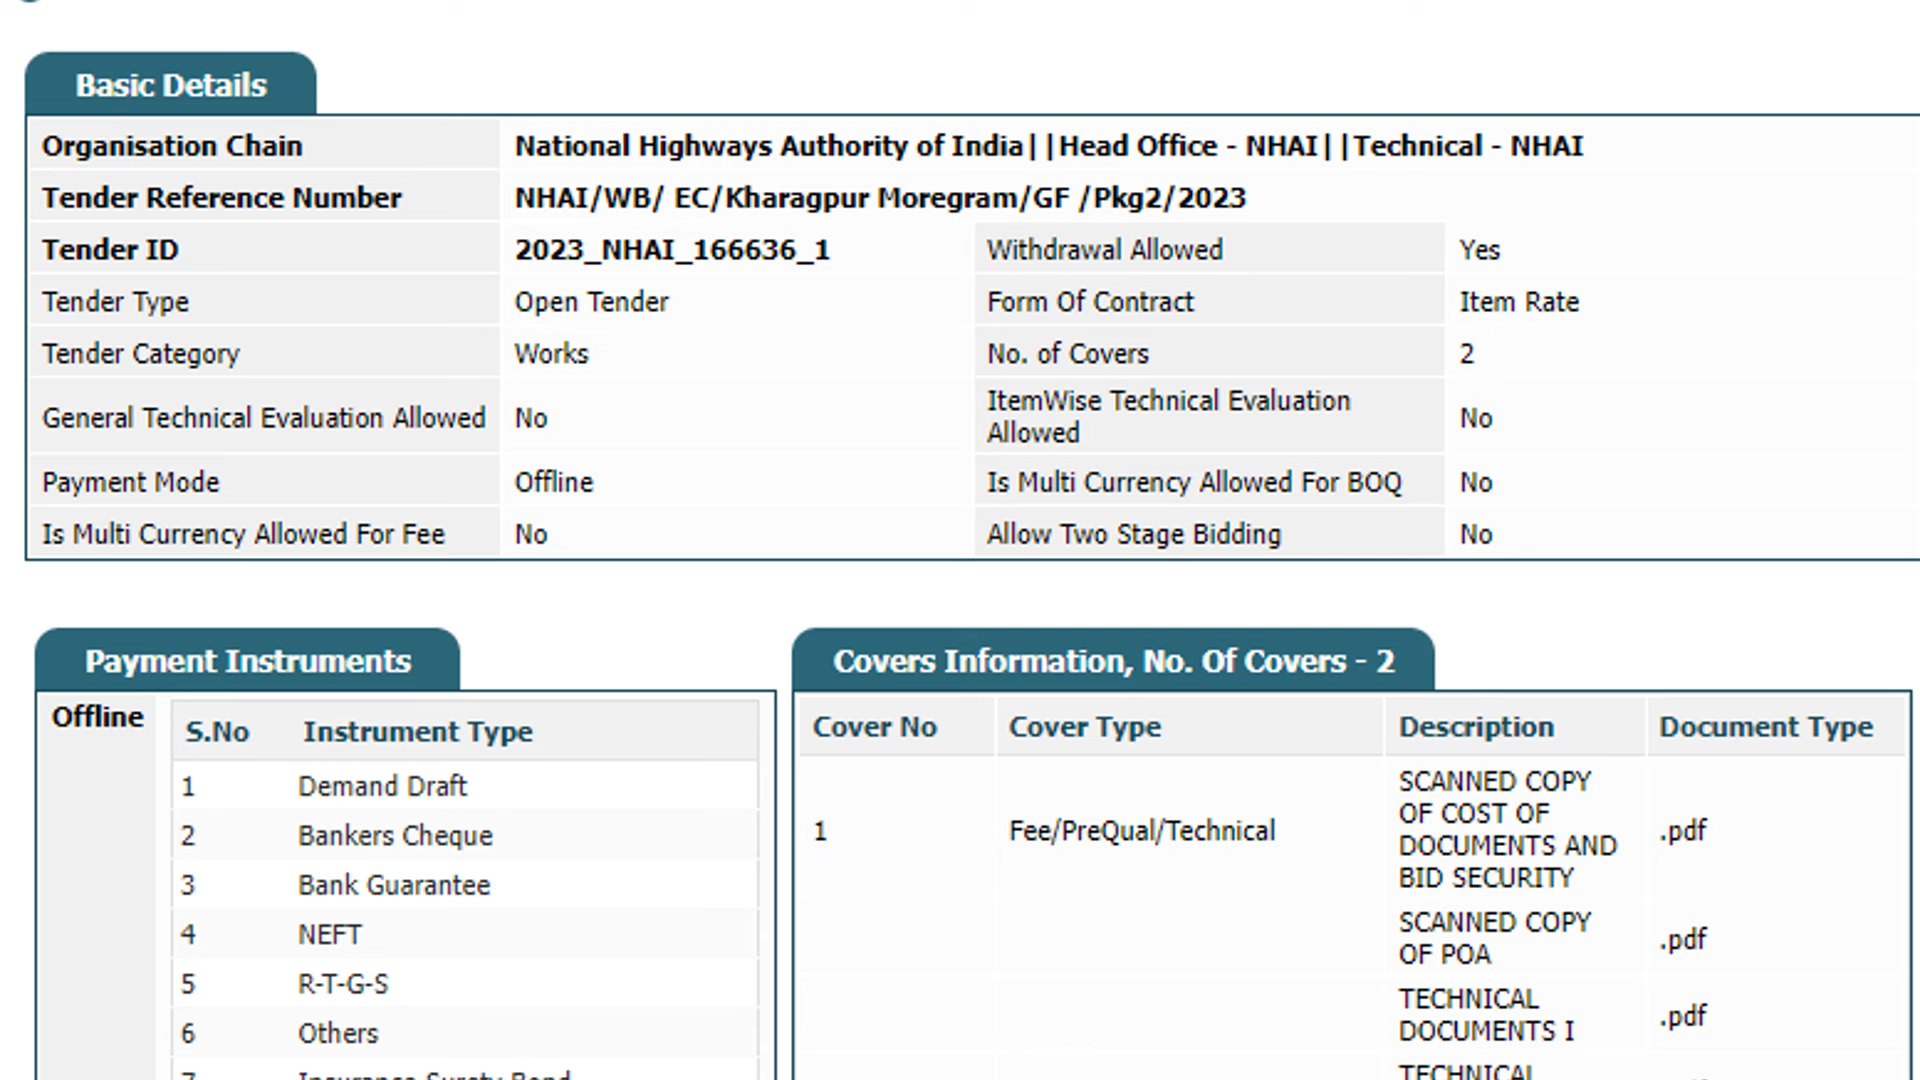 Basic Details
Organisation Chain National Highways Authority of India||Head Office - NHAI||Technical - NHAI
Tender Reference Number NHAI/WB/ EC/Kharagpur Moregram/GF /Pkg2/2023
Tender ID 2023_NHAI_166636_1 Withdrawal Allowed Yes
Tender Type Open Tender Form Of Contract Item Rate
Tender Category Works No. of Covers 2
General Technical Evaluation Allowed No ItemWise Technical Evaluation
Allowed No
Payment Mode Offline Is Multi Currency Allowed For BOQ No
Is Multi Currency Allowed For Fee No Allow Two Stage Bidding No
Payment Instruments
Offline
S.No Instrument Type
1 Demand Draft
2 Bankers Cheque
3 Bank Guarantee
4 NEFT
5 R-T-G-S
6 Others
7 Insurance Surety Bond
Covers Information, No. Of Covers - 2
Cover No Cover Type Description Document Type
1 Fee/PreQual/Technical
SCANNED COPY
OF COST OF
DOCUMENTS AND
BID SECURITY
.pdf
SCANNED COPY
OF POA
.pdf
TECHNICAL
DOCUMENTS I
.pdf
TECHNICAL